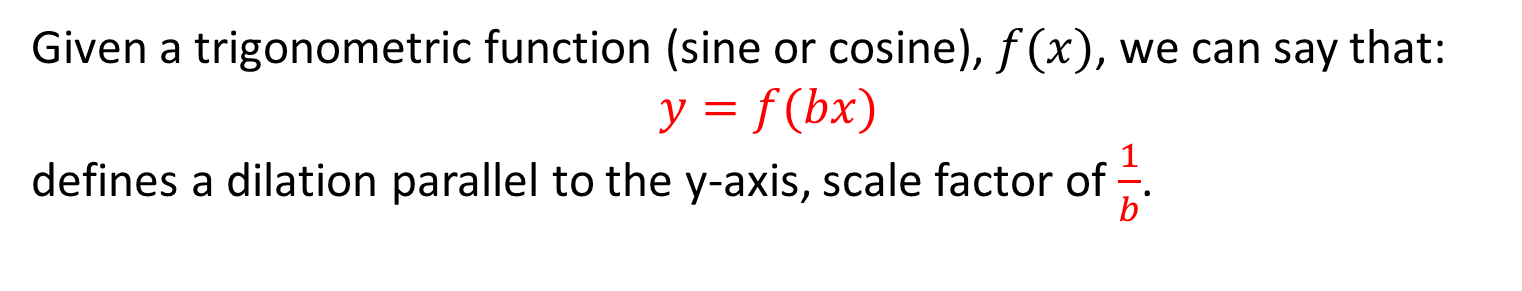 Given a trigonometric function (sine or cosine), f(x), we can say that:
y = f(bx)
defines a dilation parallel to the y-axis, scale factor of 1/b.